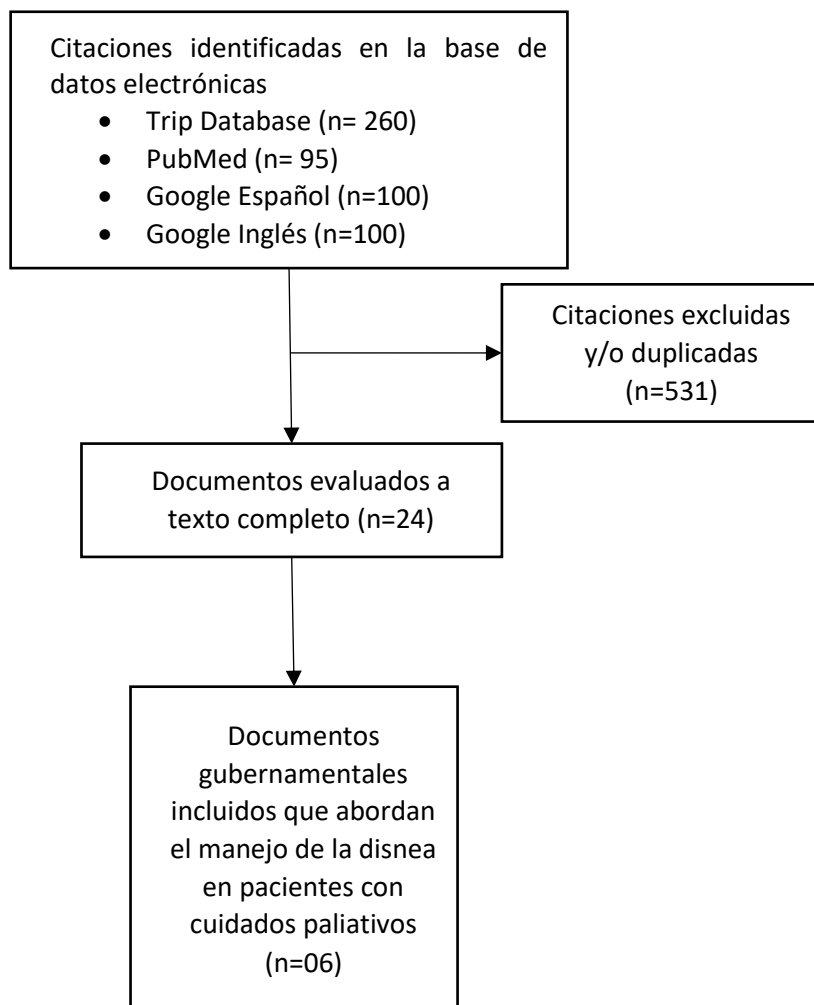 Citaciones identificadas en la base de
datos electrónicas
• Trip Database (n= 260)
• PubMed (n= 95)
• Google Español (n=100)
• Google Inglés (n=100)
Citaciones excluidas
y/o duplicadas
(n=531)
Documentos evaluados a
texto completo (n=24)
Documentos
gubernamentales
incluidos que abordan
el manejo de la disnea
en pacientes con
cuidados paliativos
(n=06)